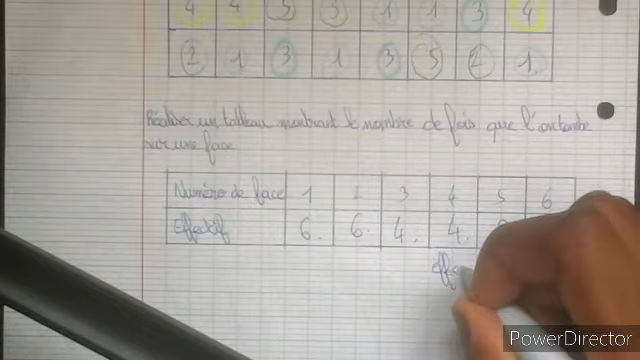 4 4 5 3 1 1 3 4
2 1 3 1 3 5 2 1
Réaliser un tableau montrant le nombre de fois que l'on tombe
sur une face
Numéro de face 1 2 3 4 5 6
Effectif 6. 6. 4. 4.
effe
PowerDirector